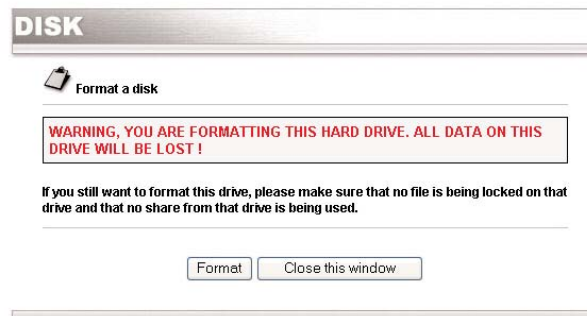 DISK
Format a disk
WARNING, YOU ARE FORMATTING THIS HARD DRIVE. ALL DATA ON THIS
DRIVE WILL BE LOST !
If you still want to format this drive, please make sure that no file is being locked on that
drive and that no share from that drive is being used.
Format Close this window